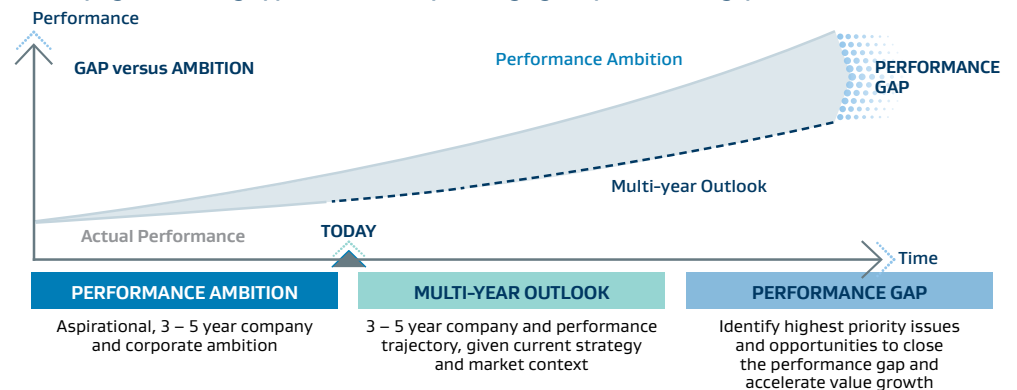 Performance
GAP versus AMBITION
Performance Ambition
PERFORMANCE
GAP
Multi-year Outlook
Actual Performance
TODAY
Time
PERFORMANCE AMBITION
Aspirational, 3 – 5 year company
and corporate ambition
MULTI-YEAR OUTLOOK
3 – 5 year company and performance
trajectory, given current strategy
and market context
PERFORMANCE GAP
Identify highest priority issues
and opportunities to close
the performance gap and
accelerate value growth